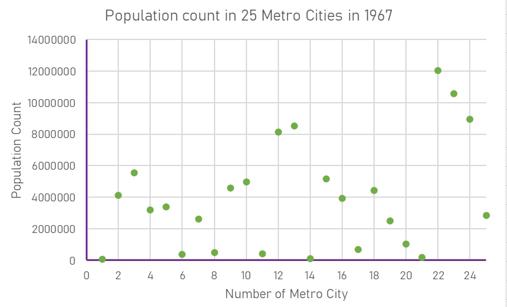 Population count in 25 Metro Cities in 1967
14000000
12000000
10000000
8000000
6000000
4000000
2000000
0
Population Count
0 2 4 6 8 10 12 14 16 18 20 22 24
Number of Metro City